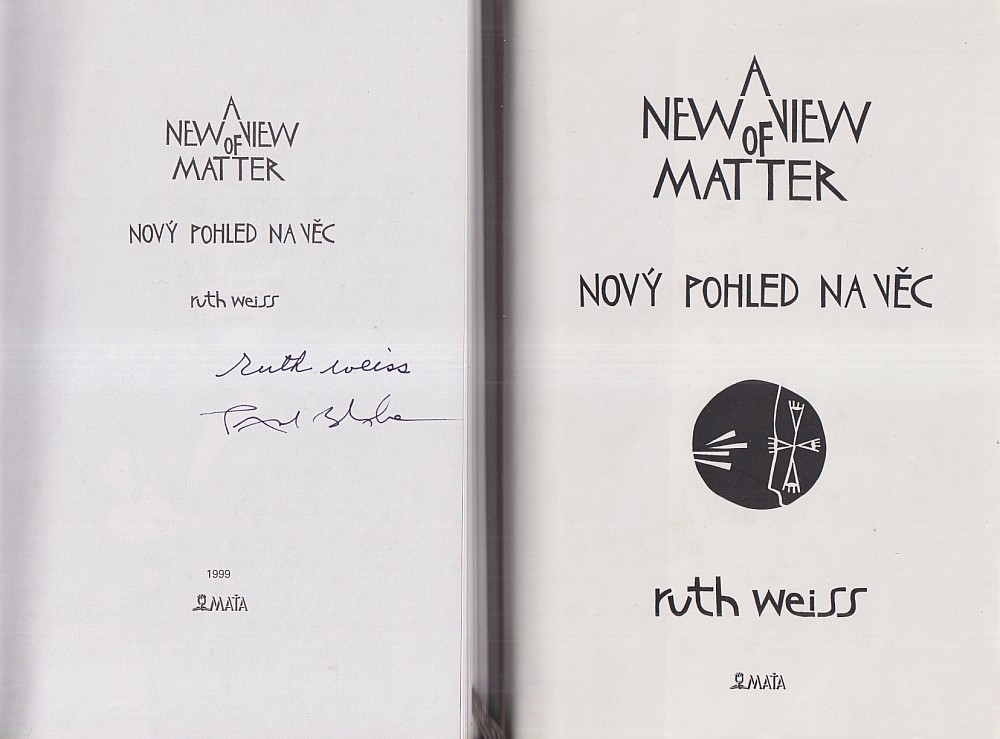 A
NEW VIEW
OF
MATTER
NOVÝ POHLED NA VĚC
ruth weiss
ruth weiss
1999
MAŤA
A
NEW VIEW
OF
MATTER
NOVÝ POHLED NA VĚC
ruth weiss
MAŤA